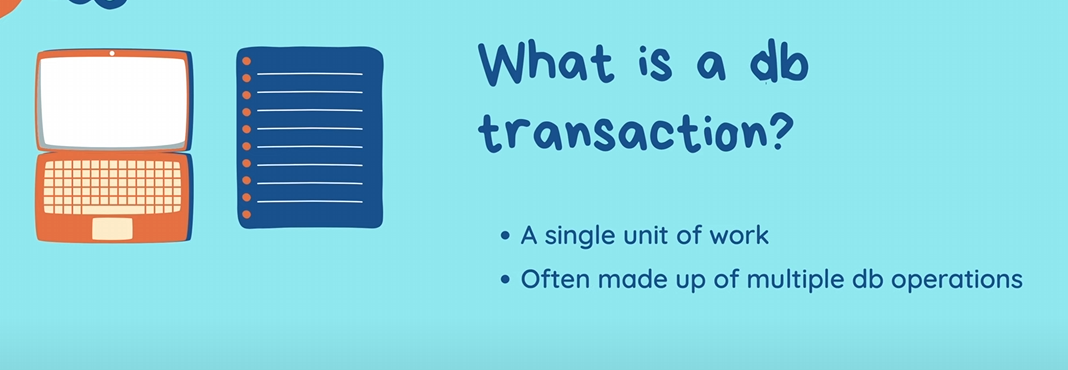 What is a db
transaction?
• A single unit of work
• Often made up of multiple db operations